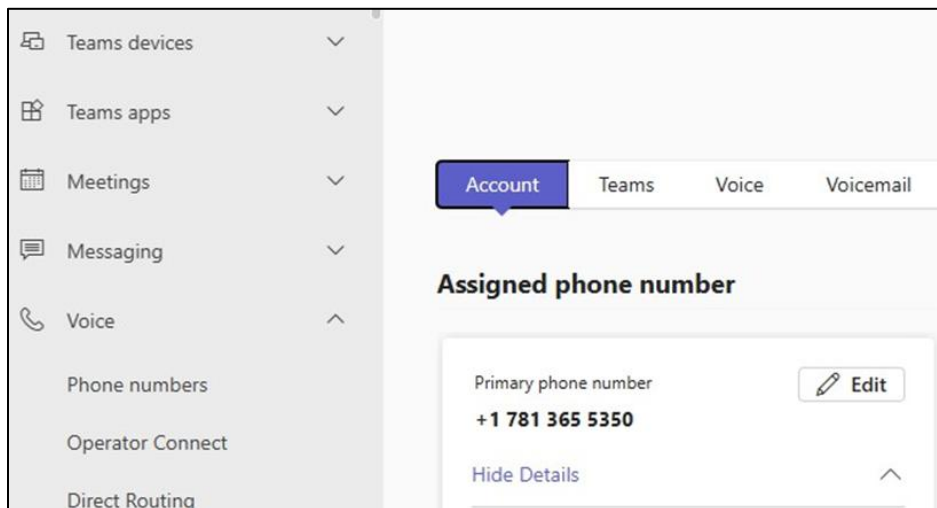 Teams devices
Teams apps
Meetings
Messaging
Voice
Phone numbers
Operator Connect
Direct Routing
Account Teams Voice Voicemail
Assigned phone number
Primary phone number
Edit
+1 781 365 5350
Hide Details